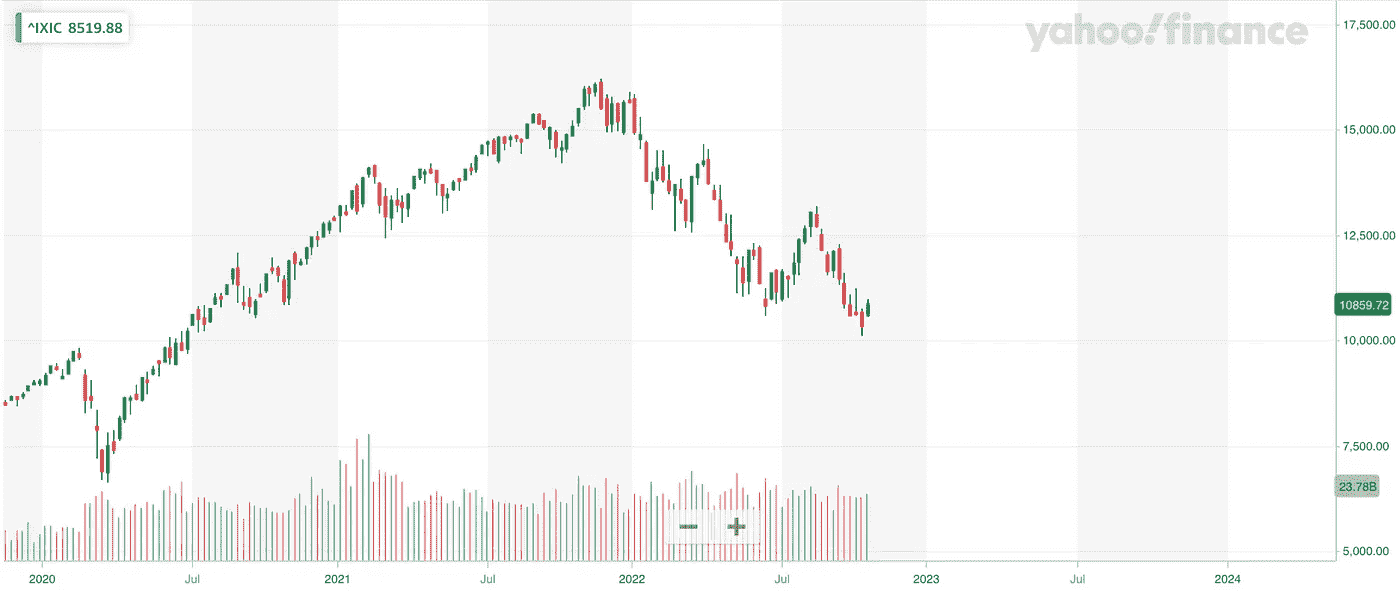 ^IXIC 8519.88
yahoo!finance
17,500.00
15,000.00
12,500.00
10859.72
10,000.00
7,500.00
23.78B
5,000.00
2020 Jul 2021 Jul 2022 Jul 2023 Jul 2024